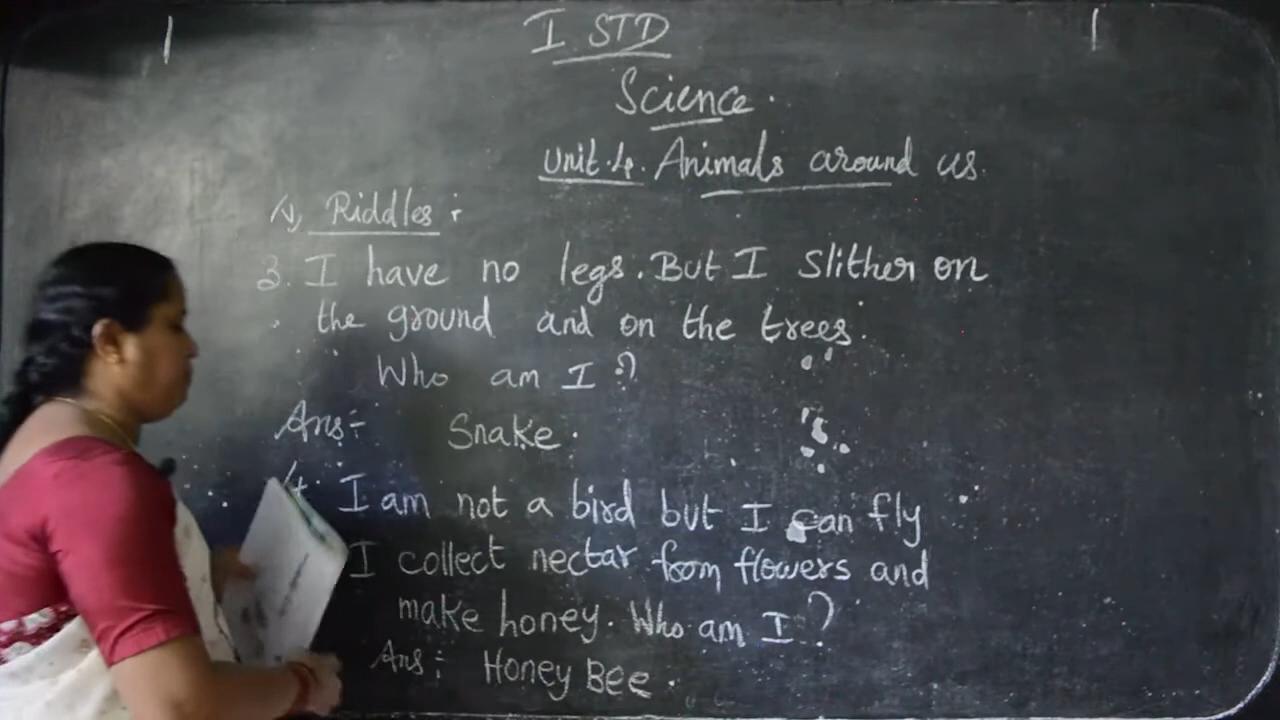 I STD
Science.
Unit.4. Animals around us.
Riddles:
3. I have no legs. But I slither on
the ground and on the trees.
Who am I?
Ans:- Snake.
4. I am not a bird but I can fly
I collect nectar from flowers and
make honey. Who am I?
Ans:- Honey Bee.